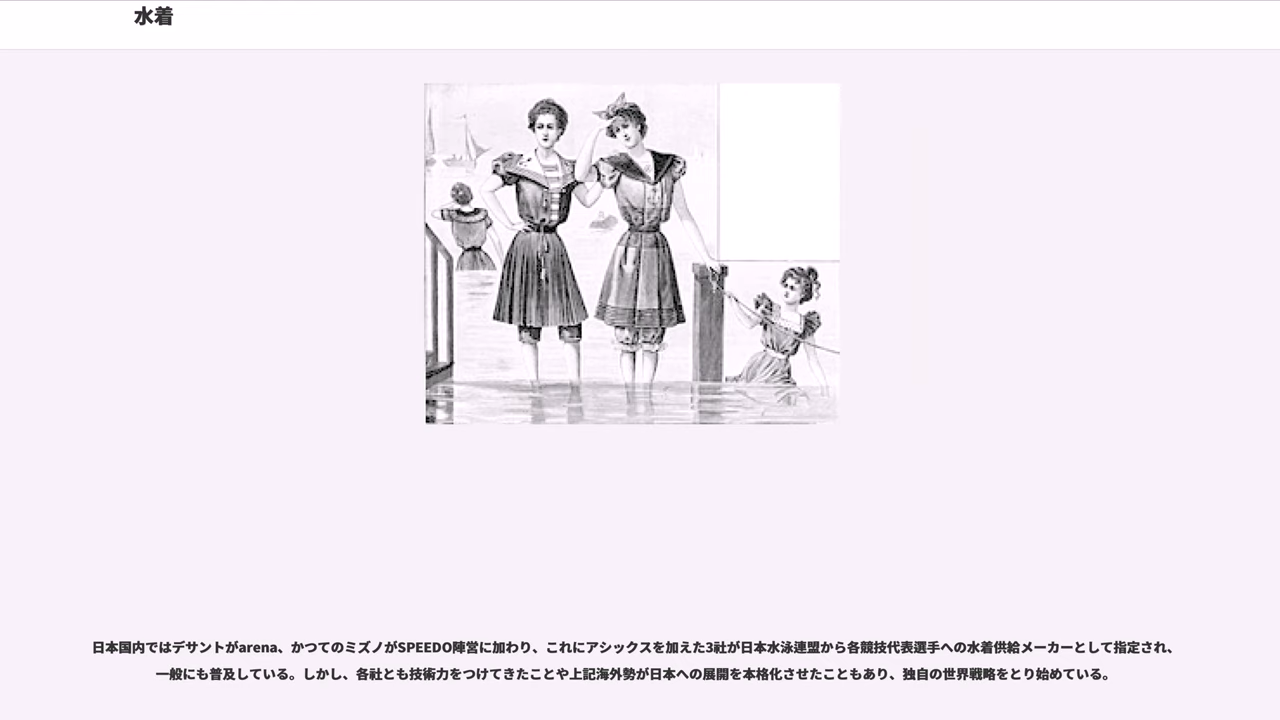 水着
日本国内ではデサントがarena、かつてのミズノがSPEEDO陣営に加わり、これにアシックスを加えた3社が日本水泳連盟から各競技代表選手への水着供給メーカーとして指定され、
一般にも普及している。しかし、各社とも技術力をつけてきたことや上記海外勢が日本への展開を本格化させたこともあり、独自の世界戦略をとり始めている。